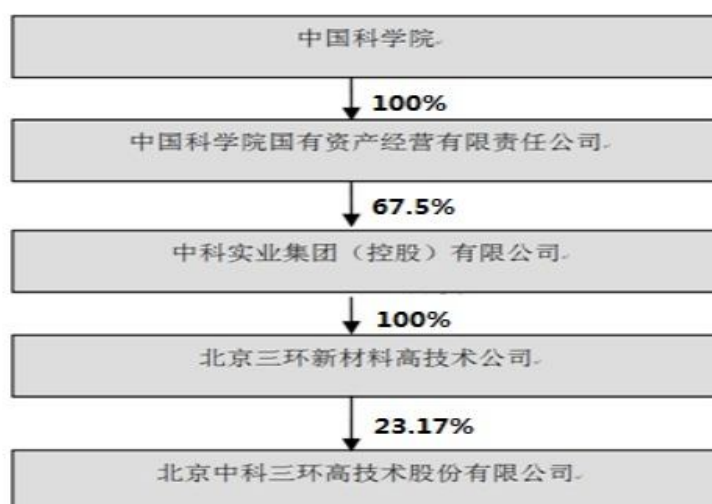 中国科学院
100%
中国科学院国有资产经营有限责任公司
67.5%
中科实业集团（控股）有限公司
100%
北京三环新材料高技术公司
23.17%
北京中科三环高技术股份有限公司